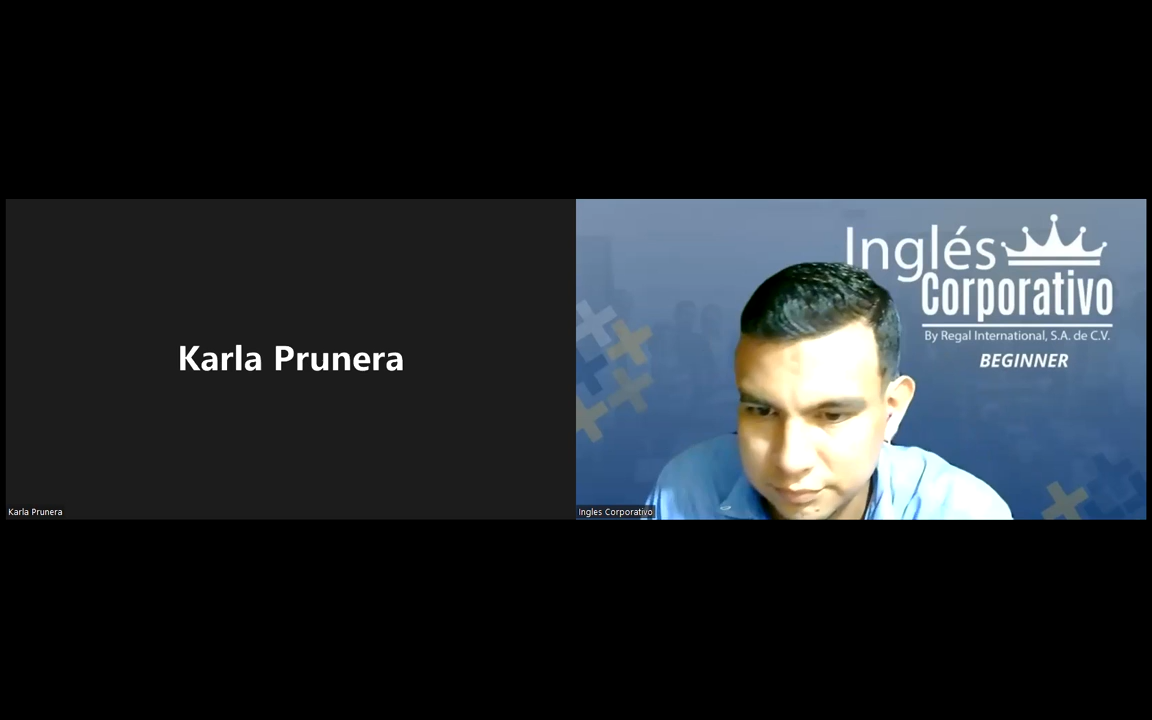 Karla Prunera
Karla Prunera
Inglés
Corporativo
By Regal International, S.A. de C.V.
BEGINNER
Ingles Corporativo